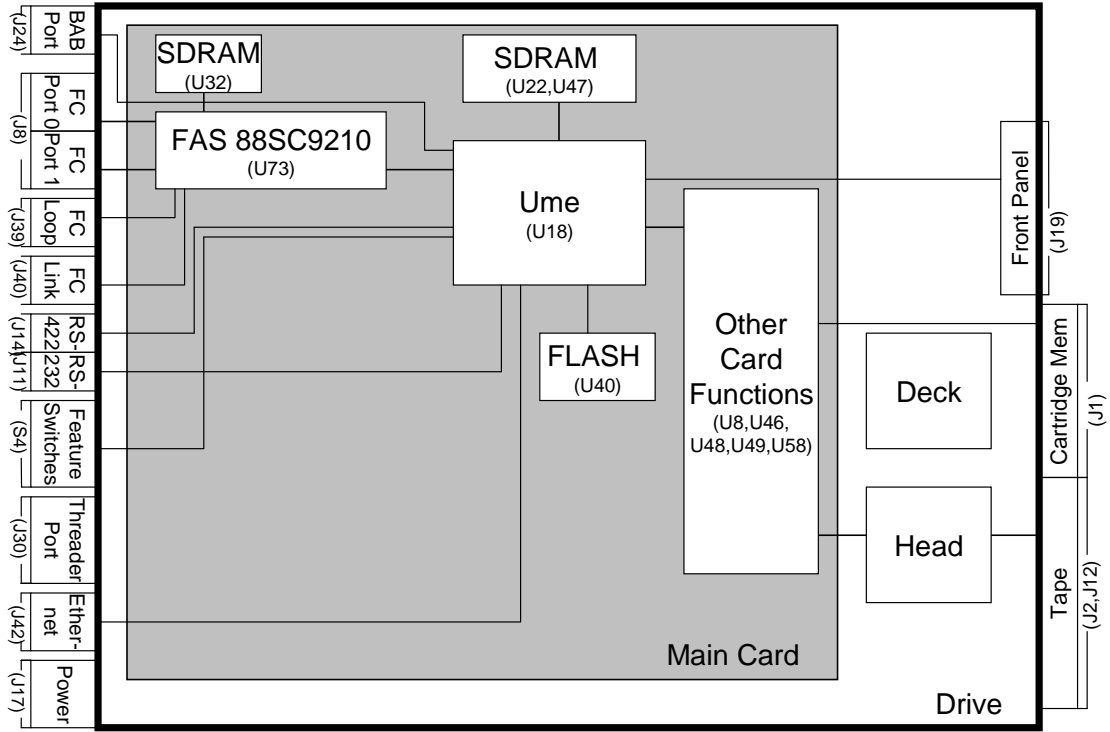 BAB
Port
(J24)
FC
Port 0
FC
Port 1
(J8)
FC
Loop
(J39)
FC
Link
(J40)
RS-
422
(J14)
RS-
232
(J11)
Feature
Switches
(S4)
Threader
Port
(J30)
Ether-
net
(J42)
Power
(J17)
SDRAM
(U32)
SDRAM
(U22,U47)
FAS 88SC9210
(U73)
Ume
(U18)
FLASH
(U40)
Other
Card
Functions
(U8,U46,
U48,U49,U58)
Deck
Head
Main Card
Drive
Front Panel
(J19)
Cartridge Mem
(J1)
Tape
(J2,J12)